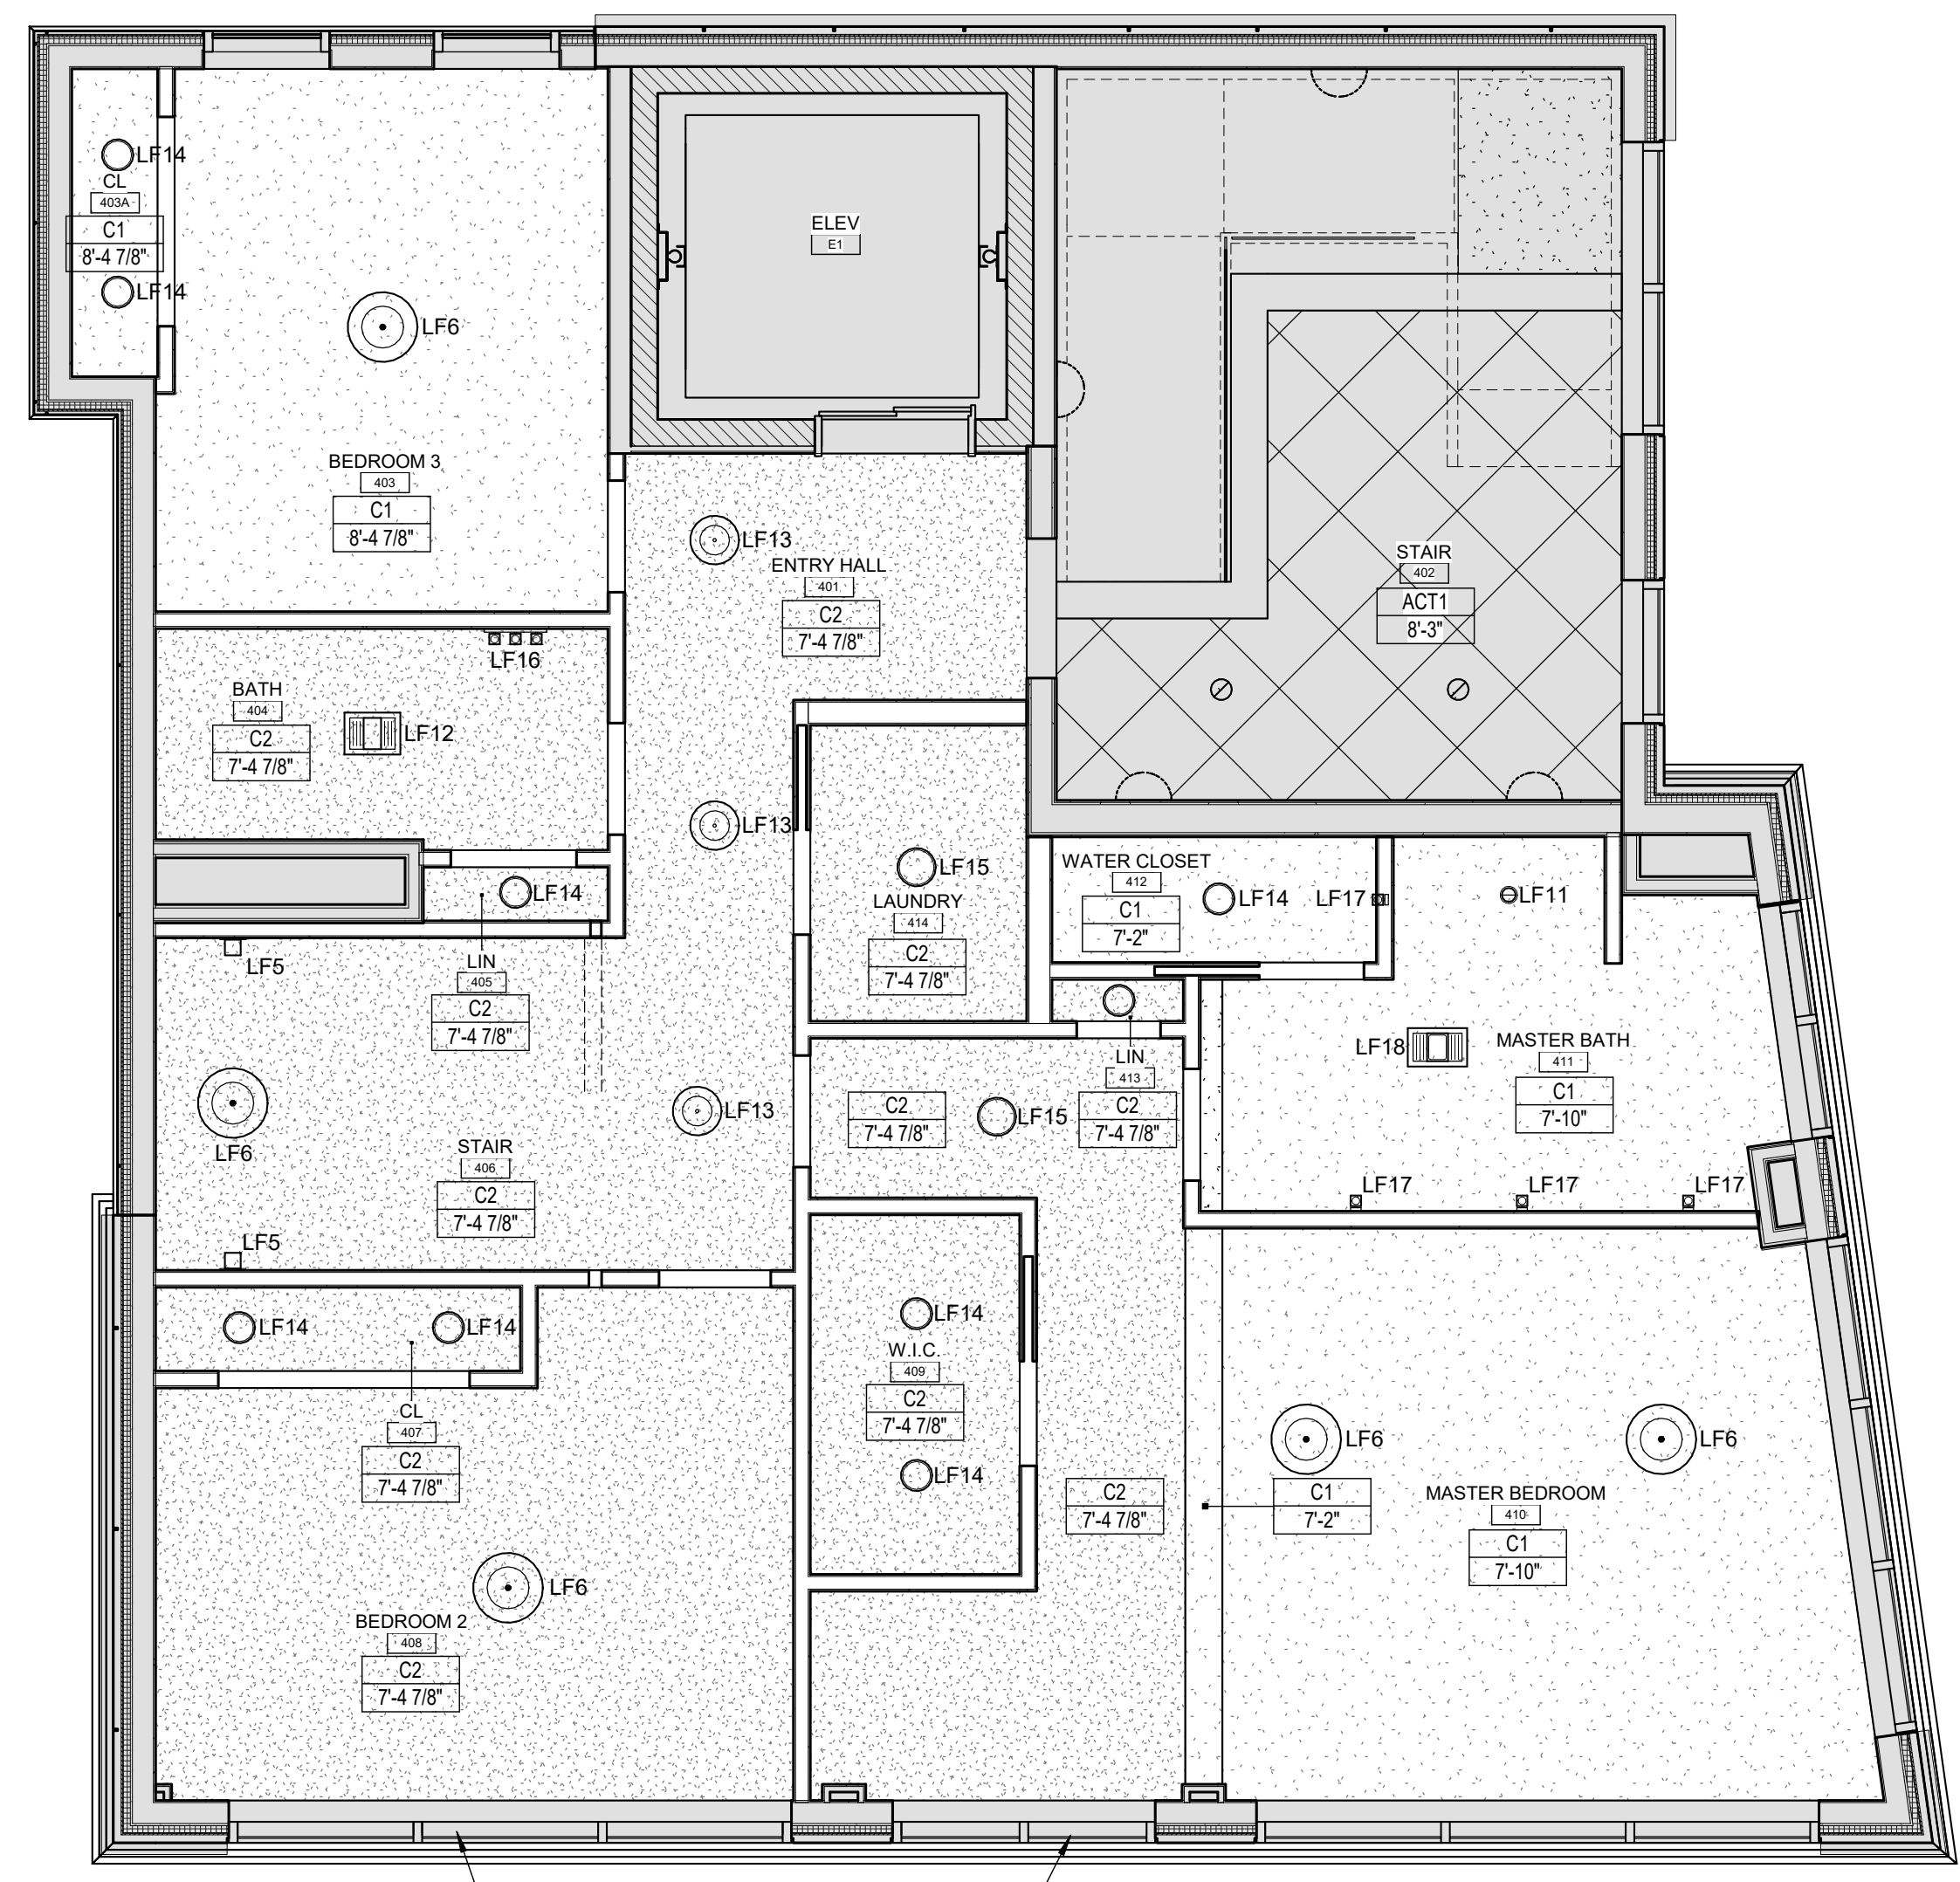 LF14
CL
403A
C1
8'-4 7/8"
LF14
LF6
BEDROOM 3
403
C1
8'-4 7/8"
ELEV
E1
LF13
ENTRY HALL
401
C2
7'-4 7/8"
STAIR
402
ACT1
8'-3"
LF16
BATH
404
C2
7'-4 7/8"
LF12
LF13
LF14
LF15
LAUNDRY
414
C2
7'-4 7/8"
WATER CLOSET
412
C1
7'-2"
LF14
LF17
LF11
LF5
LIN
405
C2
7'-4 7/8"
LF18
MASTER BATH
411
C1
7'-10"
LIN
413
C2
7'-4 7/8"
C2
7'-4 7/8"
LF15
LF13
LF6
STAIR
406
C2
7'-4 7/8"
LF17
LF17
LF17
LF5
LF14
LF14
CL
407
C2
7'-4 7/8"
LF14
W.I.C.
409
C2
7'-4 7/8"
LF14
C2
7'-4 7/8"
LF6
LF6
C1
7'-2"
MASTER BEDROOM
410
C1
7'-10"
LF6
BEDROOM 2
408
C2
7'-4 7/8"